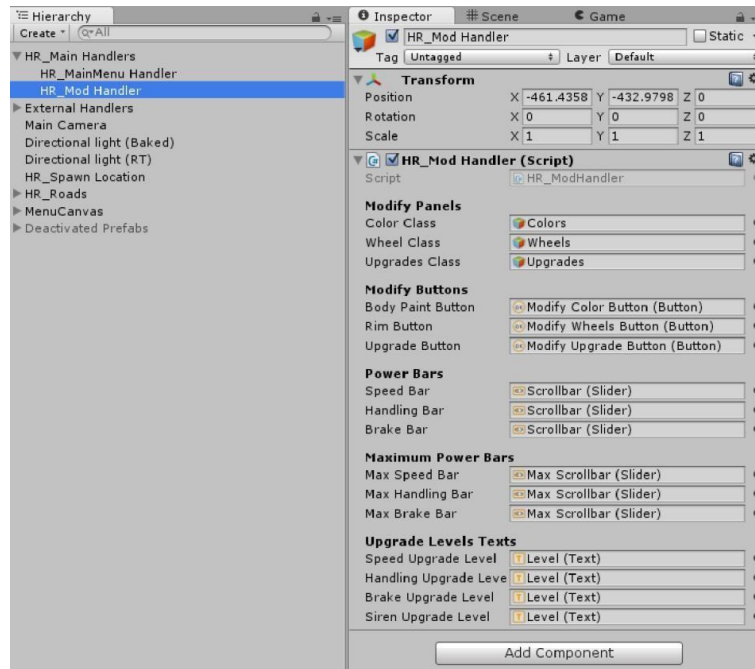 Hierarchy
Create
All
HR_Main Handlers
HR_MainMenu Handler
HR_Mod Handler
External Handlers
Main Camera
Directional light (Baked)
Directional light (RT)
HR_Spawn Location
HR_Roads
MenuCanvas
Deactivated Prefabs
Inspector Scene Game
HR_Mod Handler Static
Tag Untagged Layer Default
Transform
Position X -461.4358 Y -432.9798 Z 0
Rotation X 0 Y 0 Z 0
Scale X 1 Y 1 Z 1
HR_Mod Handler (Script)
Script HR_ModHandler
Modify Panels
Color Class Colors
Wheel Class Wheels
Upgrades Class Upgrades
Modify Buttons
Body Paint Button Modify Color Button (Button)
Rim Button Modify Wheels Button (Button)
Upgrade Button Modify Upgrade Button (Button)
Power Bars
Speed Bar Scrollbar (Slider)
Handling Bar Scrollbar (Slider)
Brake Bar Scrollbar (Slider)
Maximum Power Bars
Max Speed Bar Max Scrollbar (Slider)
Max Handling Bar Max Scrollbar (Slider)
Max Brake Bar Max Scrollbar (Slider)
Upgrade Levels Texts
Speed Upgrade Level Level (Text)
Handling Upgrade Leve Level (Text)
Brake Upgrade Level Level (Text)
Siren Upgrade Level Level (Text)
Add Component